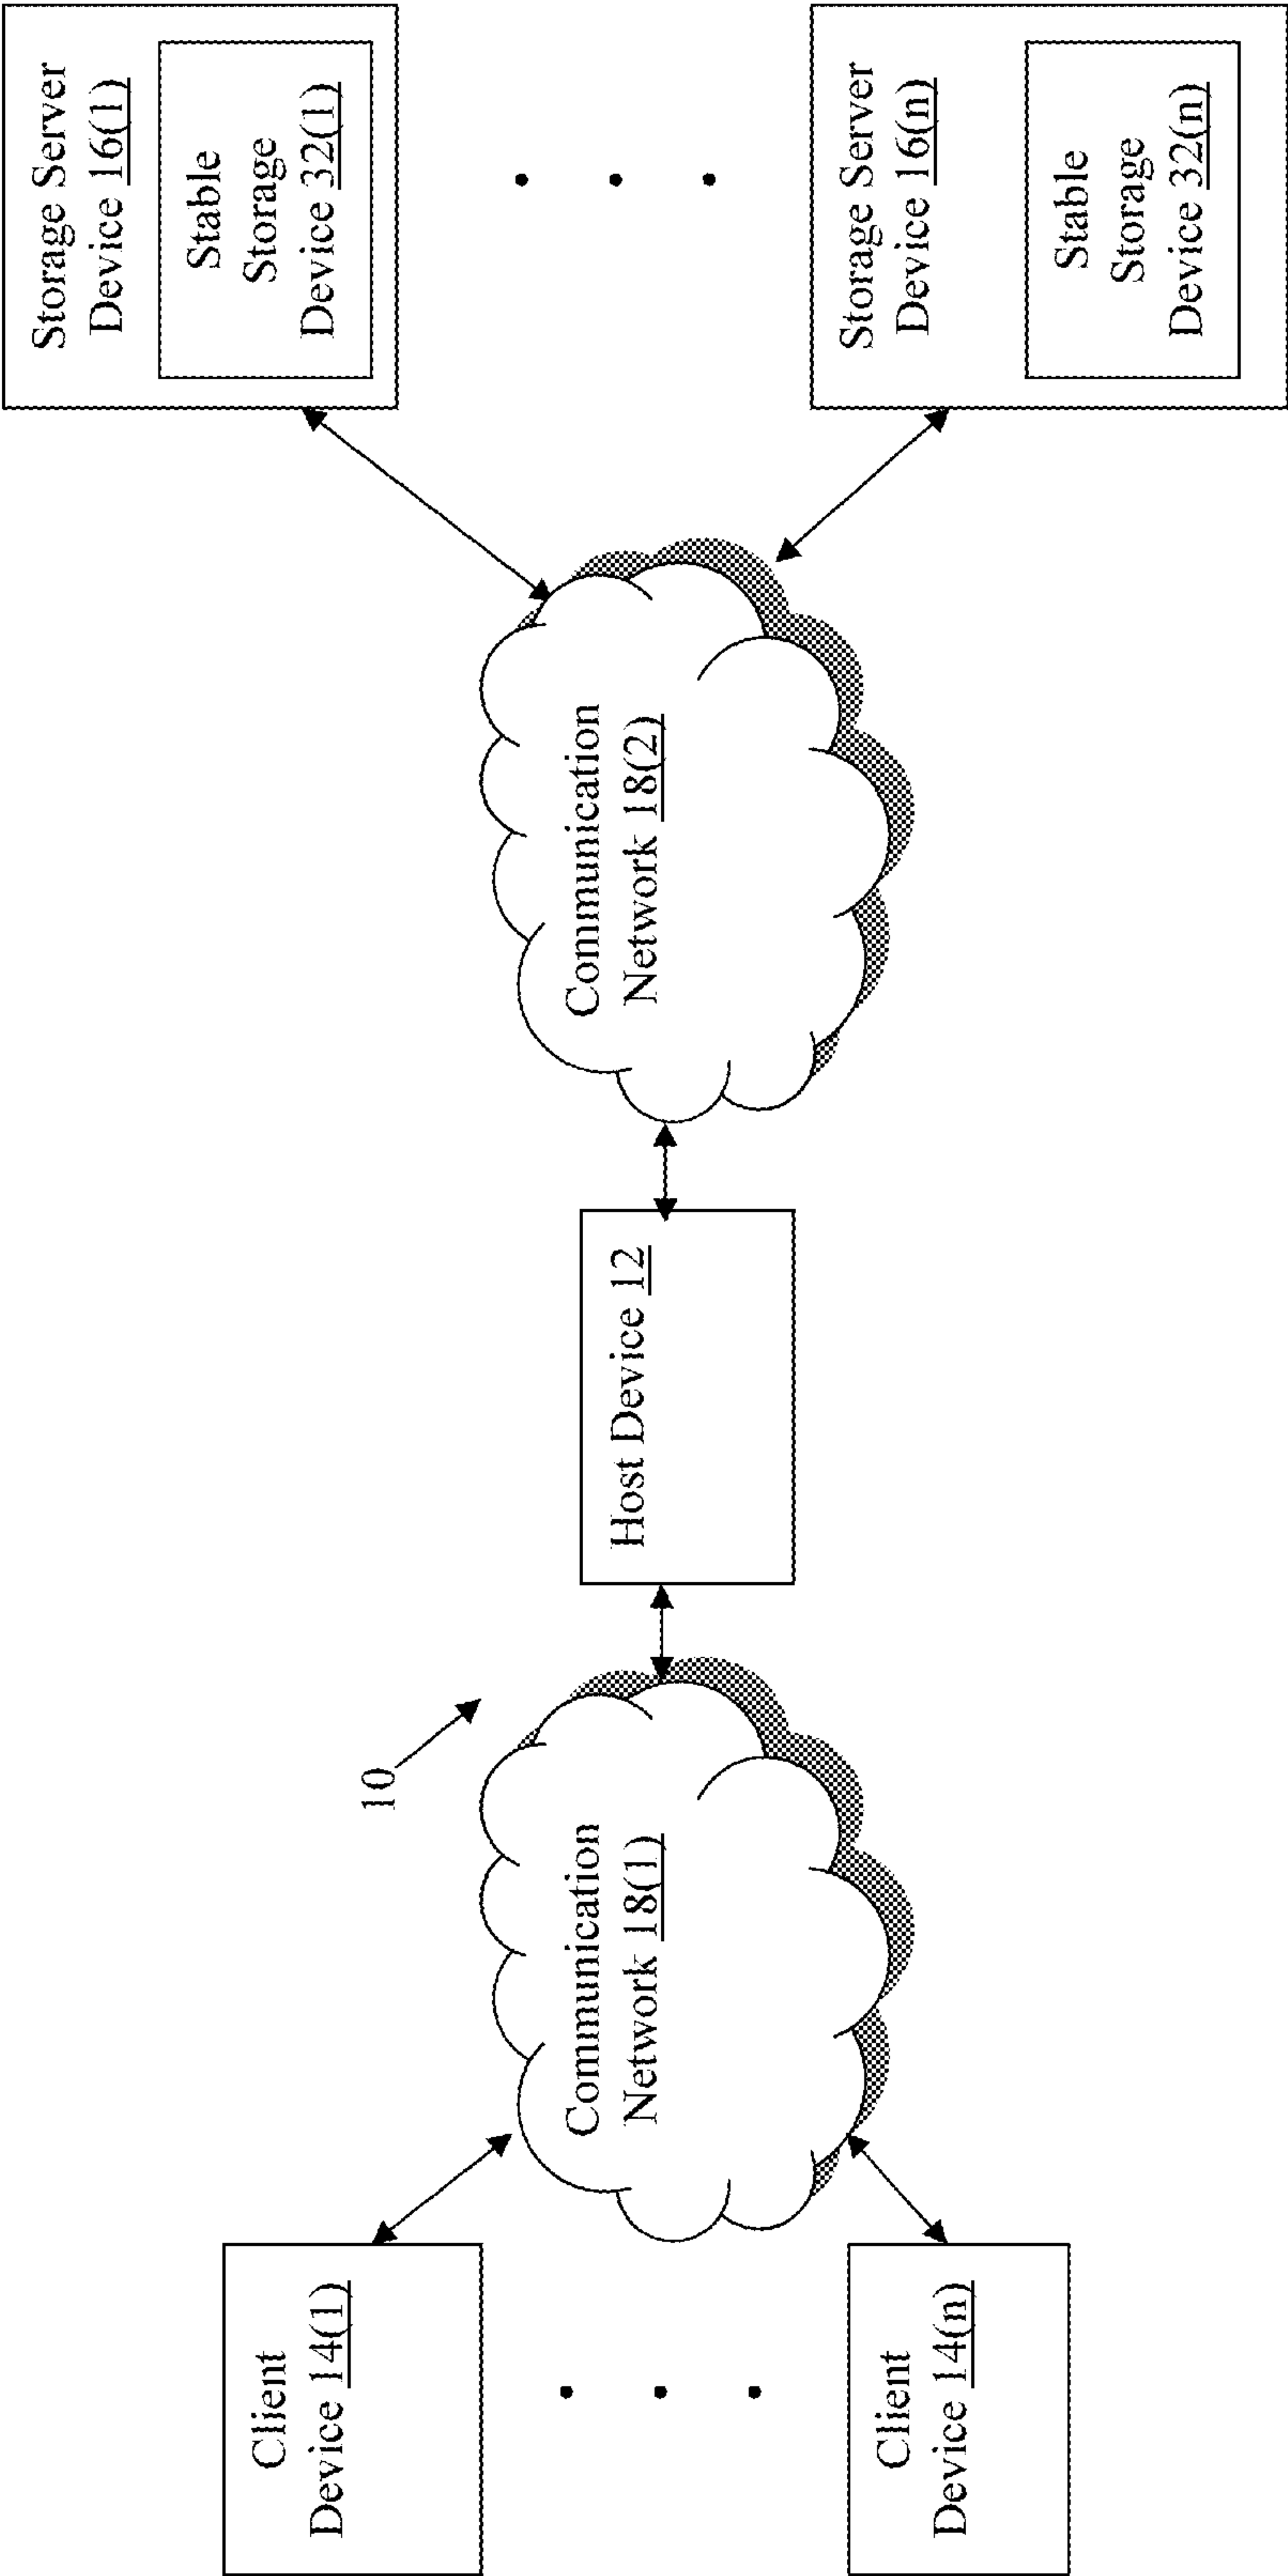 Client
Device 14(1)
Client
Device 14(n)
10
Communication
Network 18(1)
Host Device 12
Communication
Network 18(2)
Storage Server
Device 16(1)
Stable
Storage
Device 32(1)
Storage Server
Device 16(n)
Stable
Storage
Device 32(n)